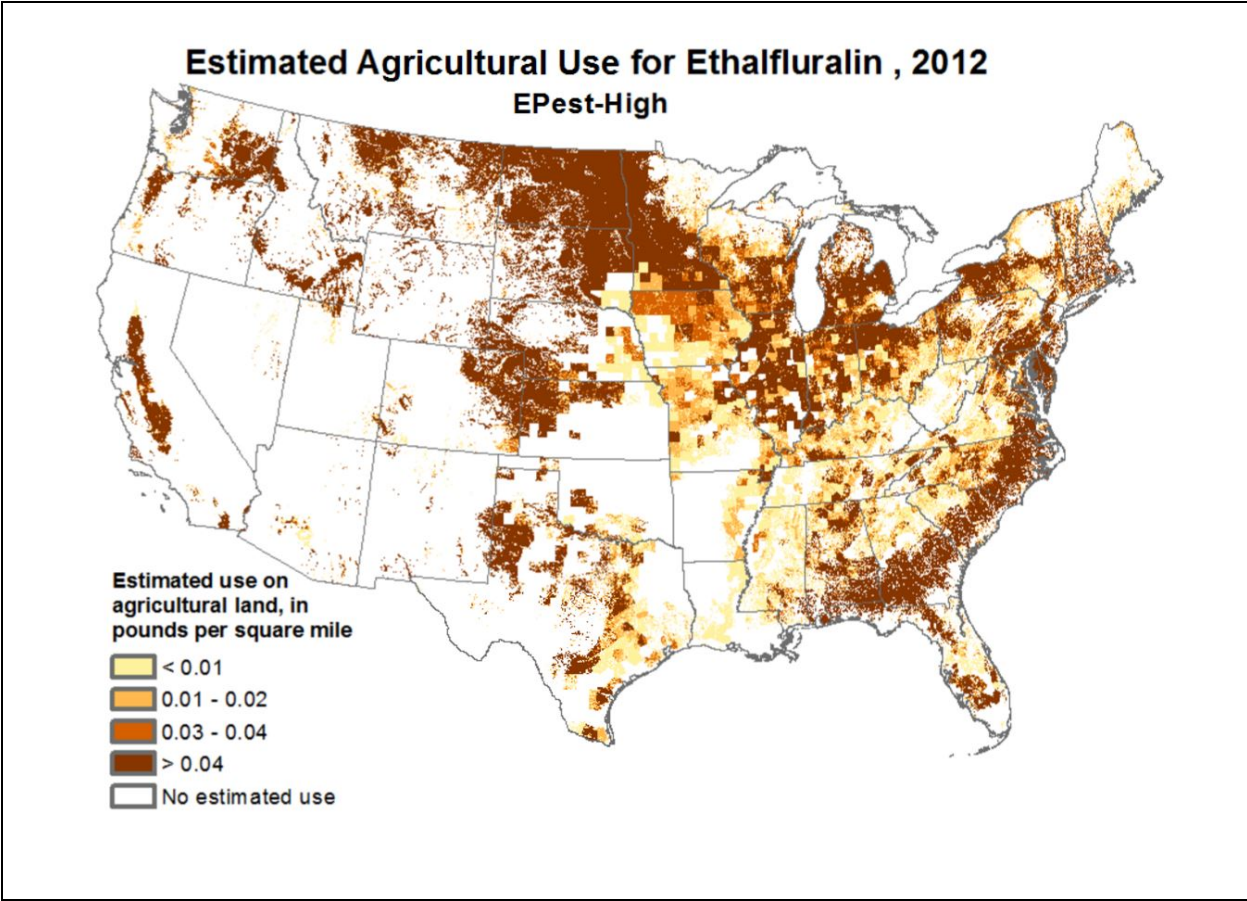 Estimated Agricultural Use for Ethalfluralin , 2012
EPest-High
Estimated use on
agricultural land, in
pounds per square mile
< 0.01
0.01 - 0.02
0.03 - 0.04
> 0.04
No estimated use